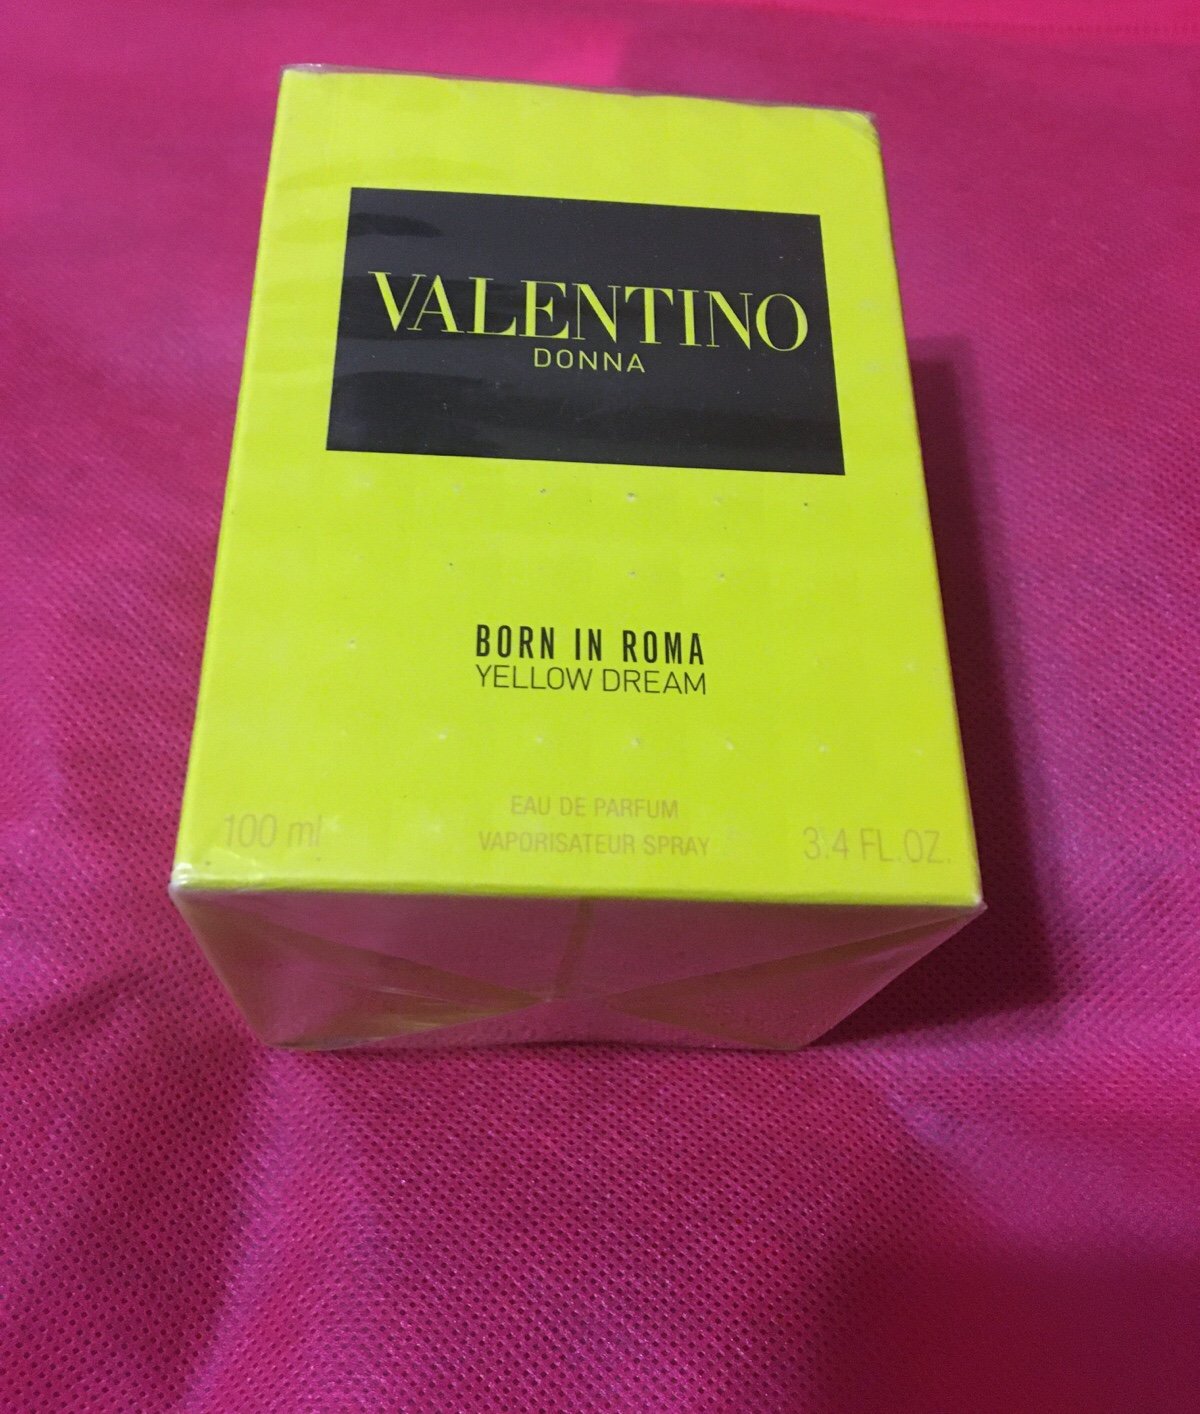 VALENTINO
DONNA
BORN IN ROMA
YELLOW DREAM
EAU DE PARFUM
100 ml VAPORISATEUR SPRAY 3.4 FL.OZ.